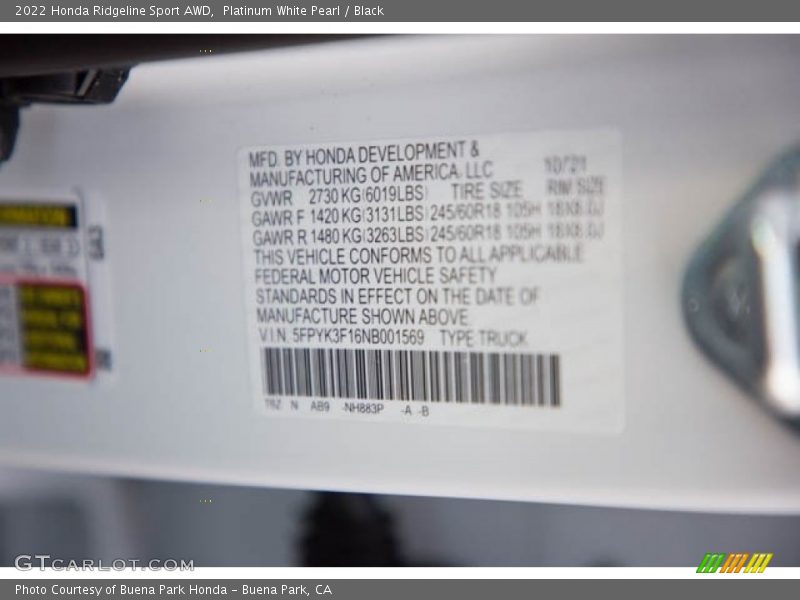 2022 Honda Ridgeline Sport AWD,  Platinum White Pearl / Black
MFD. BY HONDA DEVELOPMENT &
MANUFACTURING OF AMERICA, LLC 10/21
GVWR 2730 KG(6019LBS) TIRE SIZE RIM SIZE
GAWR F 1420 KG(3131LBS) 245/60R18 105H 18X8.0J
GAWR R 1480 KG(3263LBS) 245/60R18 105H 18X8.0J
THIS VEHICLE CONFORMS TO ALL APPLICABLE
FEDERAL MOTOR VEHICLE SAFETY
STANDARDS IN EFFECT ON THE DATE OF
MANUFACTURE SHOWN ABOVE
V.I.N. 5FPYK3F16NB001569 TYPE TRUCK
N AB9 -NH883P -A -B
GTCARLOT.COM
Photo Courtesy of Buena Park Honda – Buena Park, CA